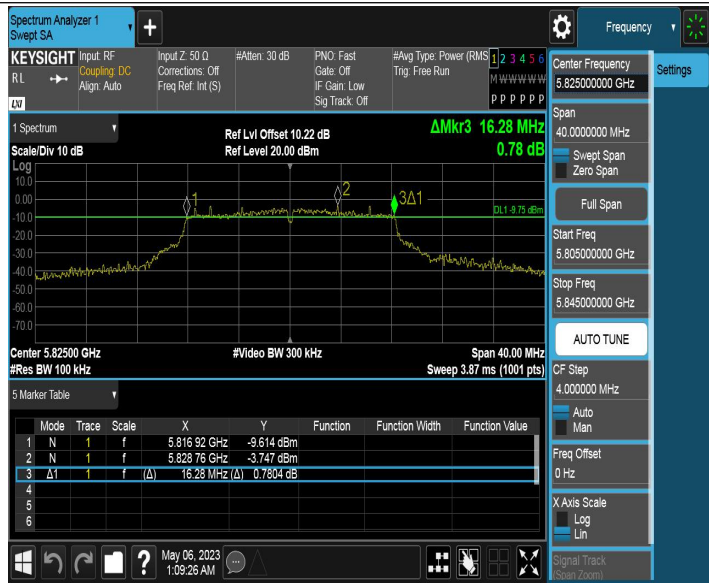 Spectrum Analyzer 1
Swept SA
+
Frequency
KEYSIGHT
RL
LXI
Input: RF
Coupling: DC
Align: Auto
Input Z: 50 Ω
Corrections: Off
Freq Ref: Int (S)
#Atten: 30 dB
PNO: Fast
Gate: Off
IF Gain: Low
Sig Track: Off
#Avg Type: Power (RMS
Trig: Free Run
1 2 3 4 5 6
M W W W W W
P P P P P P
Center Frequency
5.825000000 GHz
Settings
Span
40.0000000 MHz
Swept Span
Zero Span
Full Span
Start Freq
5.805000000 GHz
Stop Freq
5.845000000 GHz
AUTO TUNE
CF Step
4.000000 MHz
Auto
Man
Freq Offset
0 Hz
X Axis Scale
Log
Lin
Signal Track
(Span Zoom)
1 Spectrum
Scale/Div 10 dB
Ref Lvl Offset 10.22 dB
Ref Level 20.00 dBm
ΔMkr3 16.28 MHz
0.78 dB
Log
10.0
0.00
-10.0
-20.0
-30.0
-40.0
-50.0
-60.0
-70.0
1
2
3Δ1
DL1 -9.75 dBm
Center 5.82500 GHz
#Res BW 100 kHz
#Video BW 300 kHz
Span 40.00 MHz
Sweep 3.87 ms (1001 pts)
5 Marker Table
Mode Trace Scale X Y Function Function Width Function Value
1 N 1 f 5.816 92 GHz -9.614 dBm
2 N 1 f 5.828 76 GHz -3.747 dBm
3 Δ1 1 f (Δ) 16.28 MHz (Δ) 0.7804 dB
4
5
6
?
May 06, 2023
1:09:26 AM